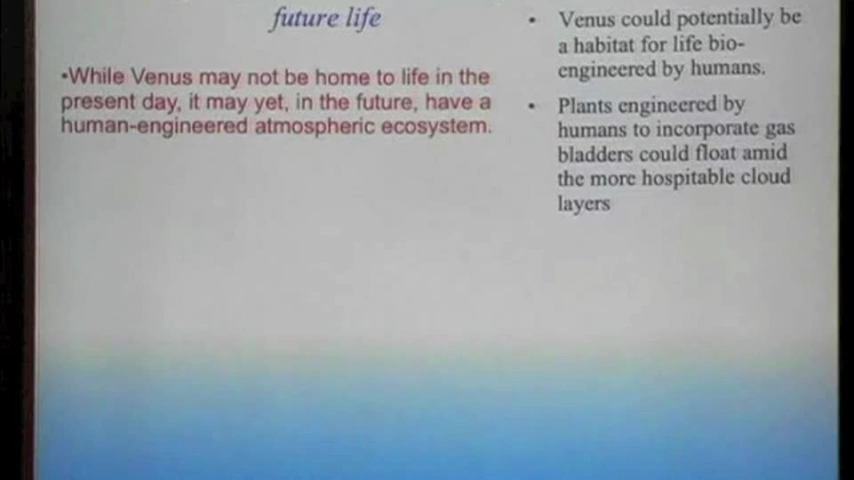 future life
•While Venus may not be home to life in the
present day, it may yet, in the future, have a
human-engineered atmospheric ecosystem.
• Venus could potentially be
a habitat for life bio-
engineered by humans.
• Plants engineered by
humans to incorporate gas
bladders could float amid
the more hospitable cloud
layers